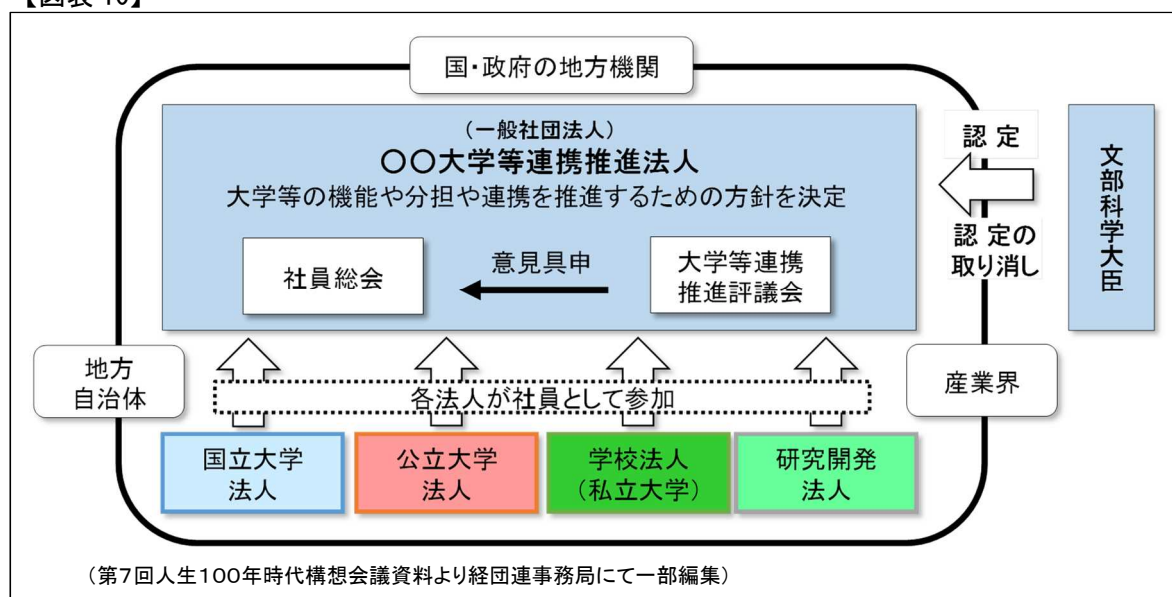 【図表 10】
国・政府の地方機関
(一般社団法人)
〇〇大学等連携推進法人
大学等の機能や分担や連携を推進するための方針を決定
社員総会
意見具申
大学等連携
推進評議会
認 定
認 定の
取り消し
文部科学大臣
地方
自治体
産業界
各法人が社員として参加
国立大学
法人
公立大学
法人
学校法人
(私立大学)
研究開発
法人
(第7回人生100年時代構想会議資料より経団連事務局にて一部編集)